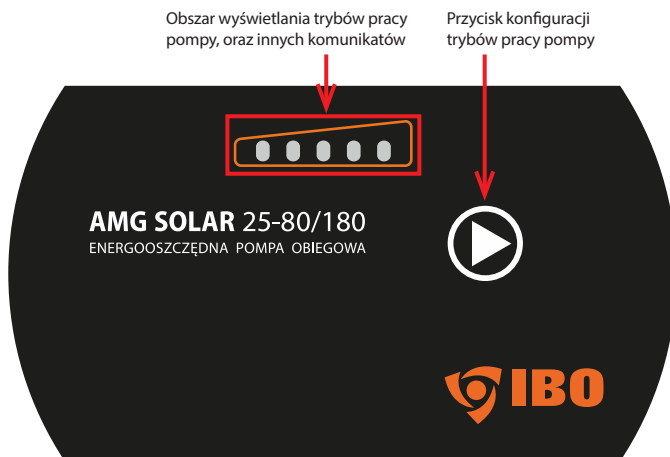 Obszar wyświetlania trybów pracy
pompy, oraz innych komunikatów
Przycisk konfiguracji
trybów pracy pompy
AMG SOLAR 25-80/180
ENERGOOSZCZĘDNA POMPA OBIEGOWA
IBO